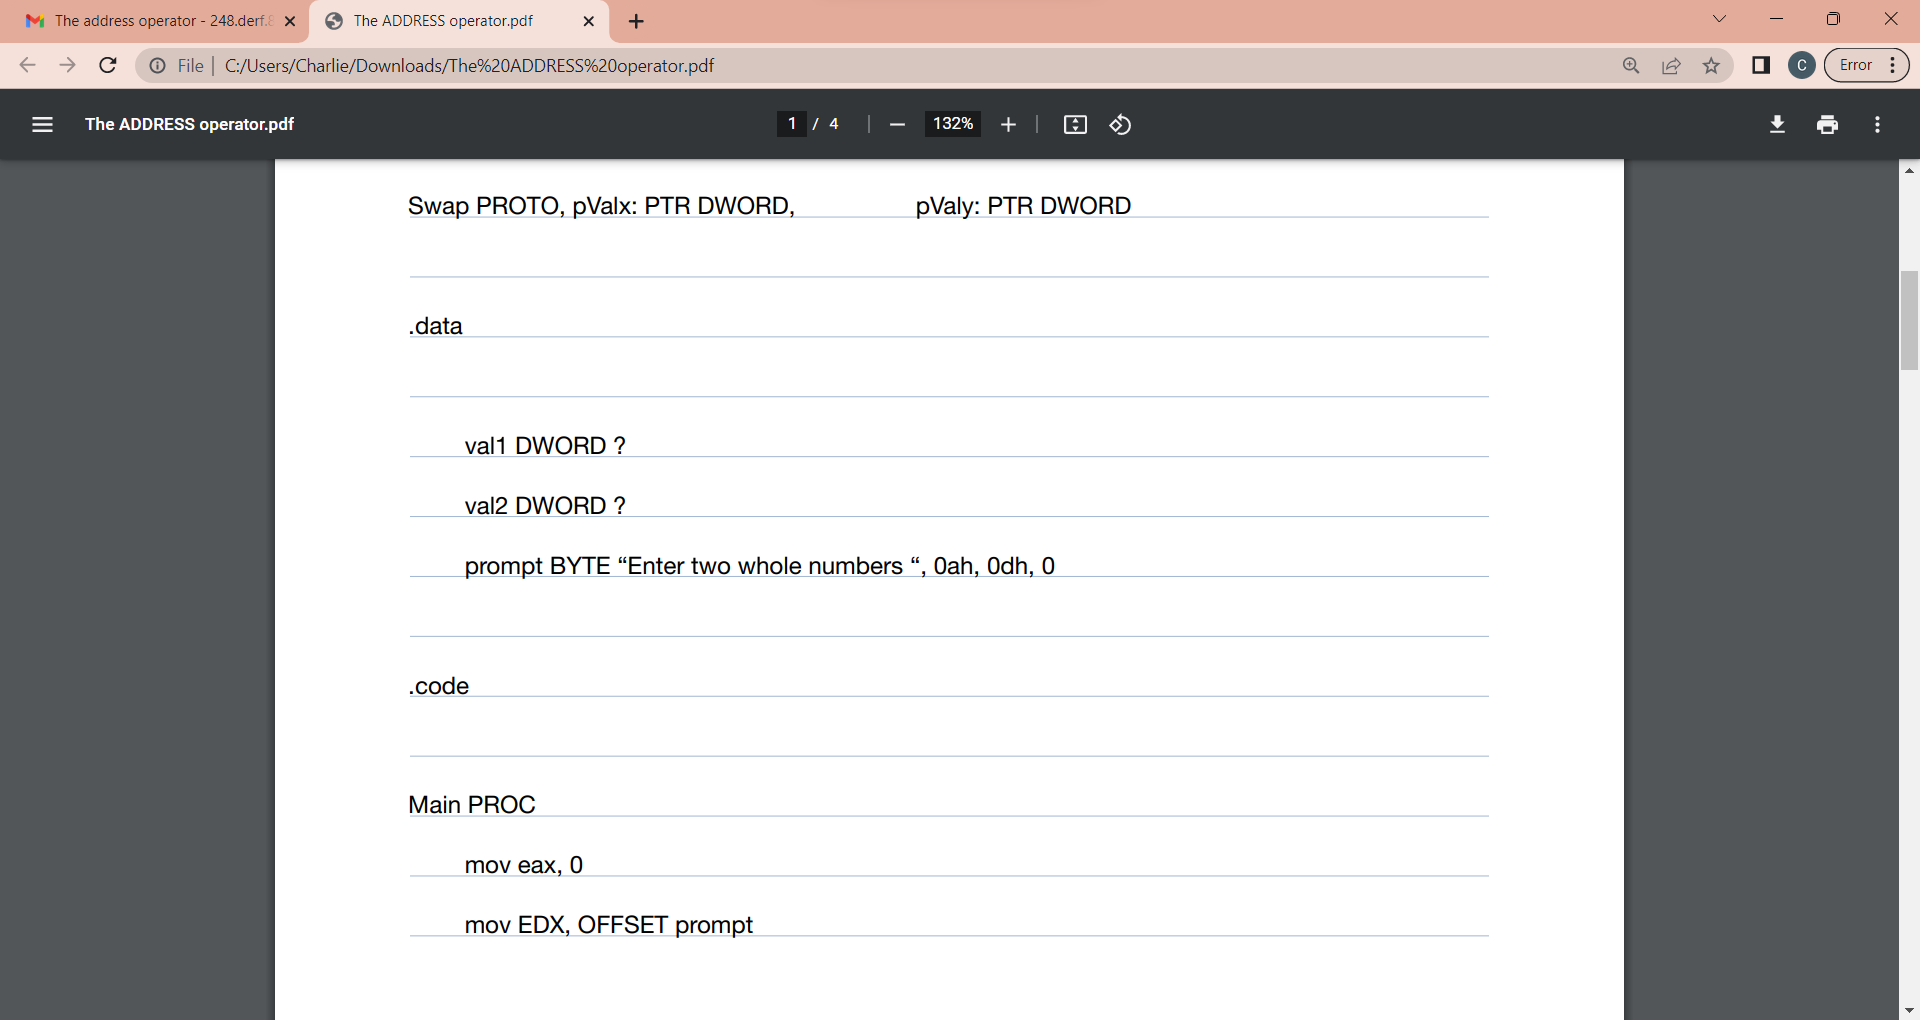 The address operator - 248.derf.
The ADDRESS operator.pdf
File | C:/Users/Charlie/Downloads/The%20ADDRESS%20operator.pdf
C
Error
The ADDRESS operator.pdf
1 / 4
132%
Swap PROTO, pValx: PTR DWORD, pValy: PTR DWORD
.data
val1 DWORD ?
val2 DWORD ?
prompt BYTE “Enter two whole numbers “, 0ah, 0dh, 0
.code
Main PROC
mov eax, 0
mov EDX, OFFSET prompt